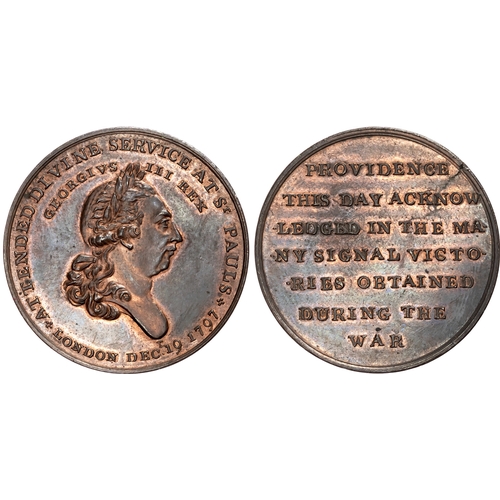 *ATTENDED DIVINE SERVICE AT Sᵀ PAULS*
LONDON DEC.19.1797
GEORGIVS III REX
PROVIDENCE
THIS DAY ACKNOW
·LEDGED IN THE MA·
NY SIGNAL VICTO·
·RIES OBTAINED
DURING THE
WAR